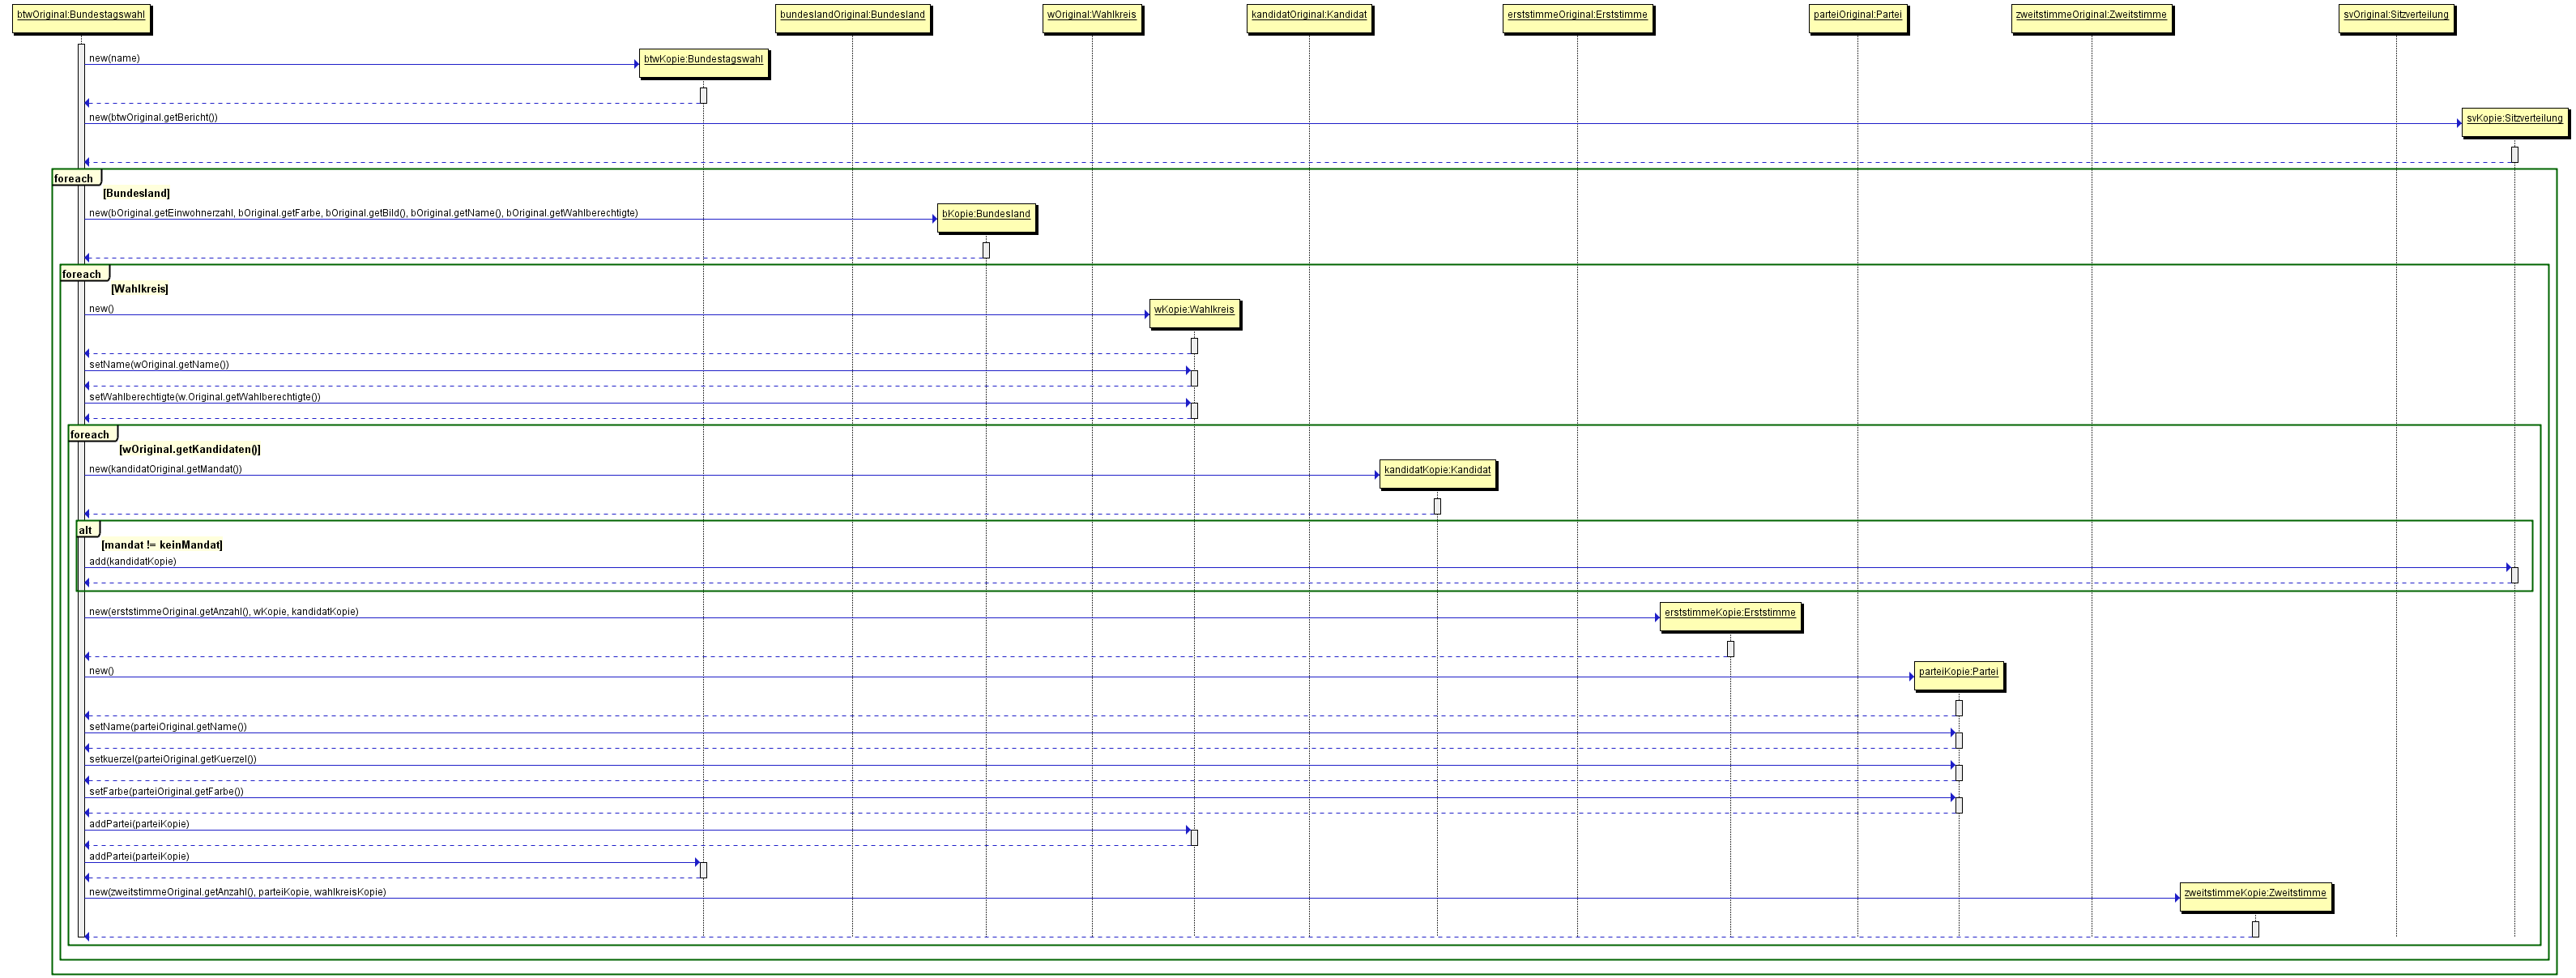 btwOriginal:Bundestagswahl
bundeslandOriginal:Bundesland
wOriginal:Wahlkreis
kandidatOriginal:Kandidat
erststimmeOriginal:Erststimme
parteiOriginal:Partei
zweitstimmeOriginal:Zweitstimme
svOriginal:Sitzverteilung
new(name)
btwKopie:Bundestagswahl
new(btwOriginal.getBericht())
svKopie:Sitzverteilung
foreach
[Bundesland]
new(bOriginal.getEinwohnerzahl, bOriginal.getFarbe, bOriginal.getBild(), bOriginal.getName(), bOriginal.getWahlberechtigte)
bKopie:Bundesland
foreach
[Wahlkreis]
new()
wKopie:Wahlkreis
setName(wOriginal.getName())
setWahlberechtigte(w.Original.getWahlberechtigte())
foreach
[wOriginal.getKandidaten()]
new(kandidatOriginal.getMandat())
kandidatKopie:Kandidat
alt
[mandat != keinMandat]
add(kandidatKopie)
new(erststimmeOriginal.getAnzahl(), wKopie, kandidatKopie)
erststimmeKopie:Erststimme
new()
parteiKopie:Partei
setName(parteiOriginal.getName())
setkuerzel(parteiOriginal.getKuerzel())
setFarbe(parteiOriginal.getFarbe())
addPartei(parteiKopie)
addPartei(parteiKopie)
new(zweitstimmeOriginal.getAnzahl(), parteiKopie, wahlkreisKopie)
zweitstimmeKopie:Zweitstimme